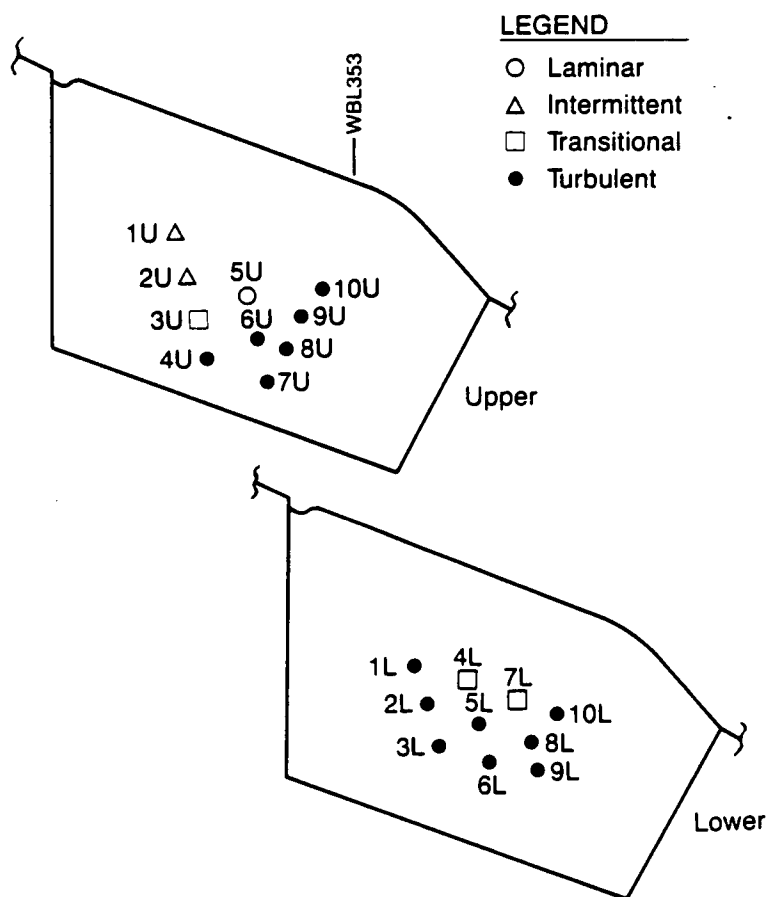 LEGEND
Laminar
Intermittent
Transitional
Turbulent
WBL353
1U
2U
5U
10U
3U
6U
9U
4U
8U
7U
Upper
1L
4L
7L
2L
5L
10L
3L
8L
6L
9L
Lower